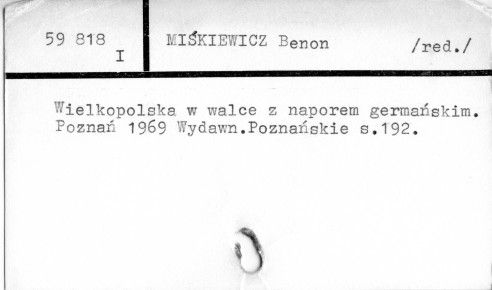 59 818 MIŚKIEWICZ Benon /red./
I
Wielkopolska w walce z naporem germańskim.
Poznań 1969 Wydawn.Poznańskie s.192.